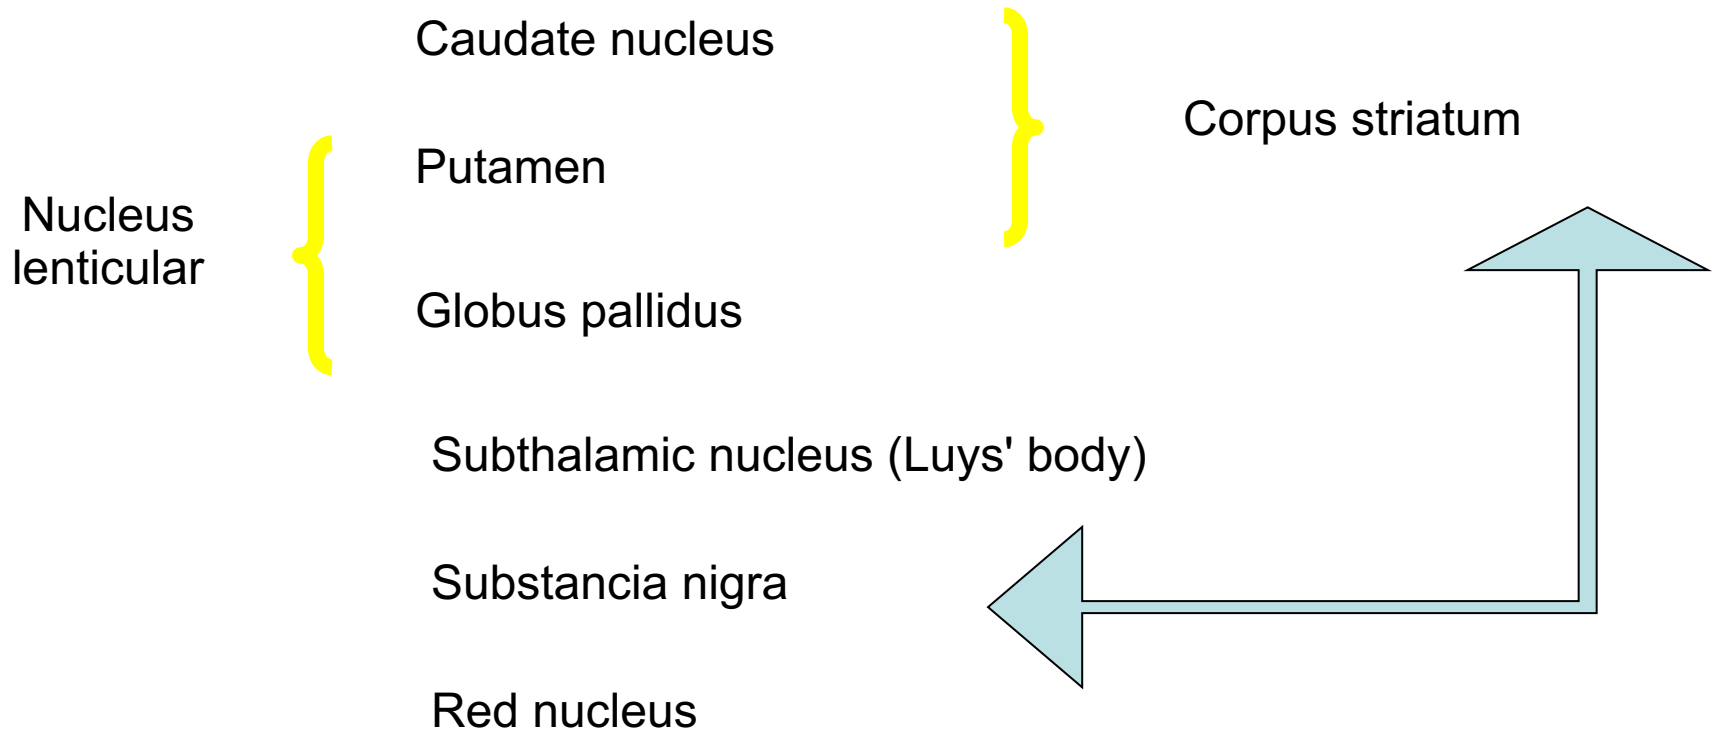 Caudate nucleus
Corpus striatum
Putamen
Nucleus
lenticular
Globus pallidus
Subthalamic nucleus (Luys' body)
Substancia nigra
Red nucleus